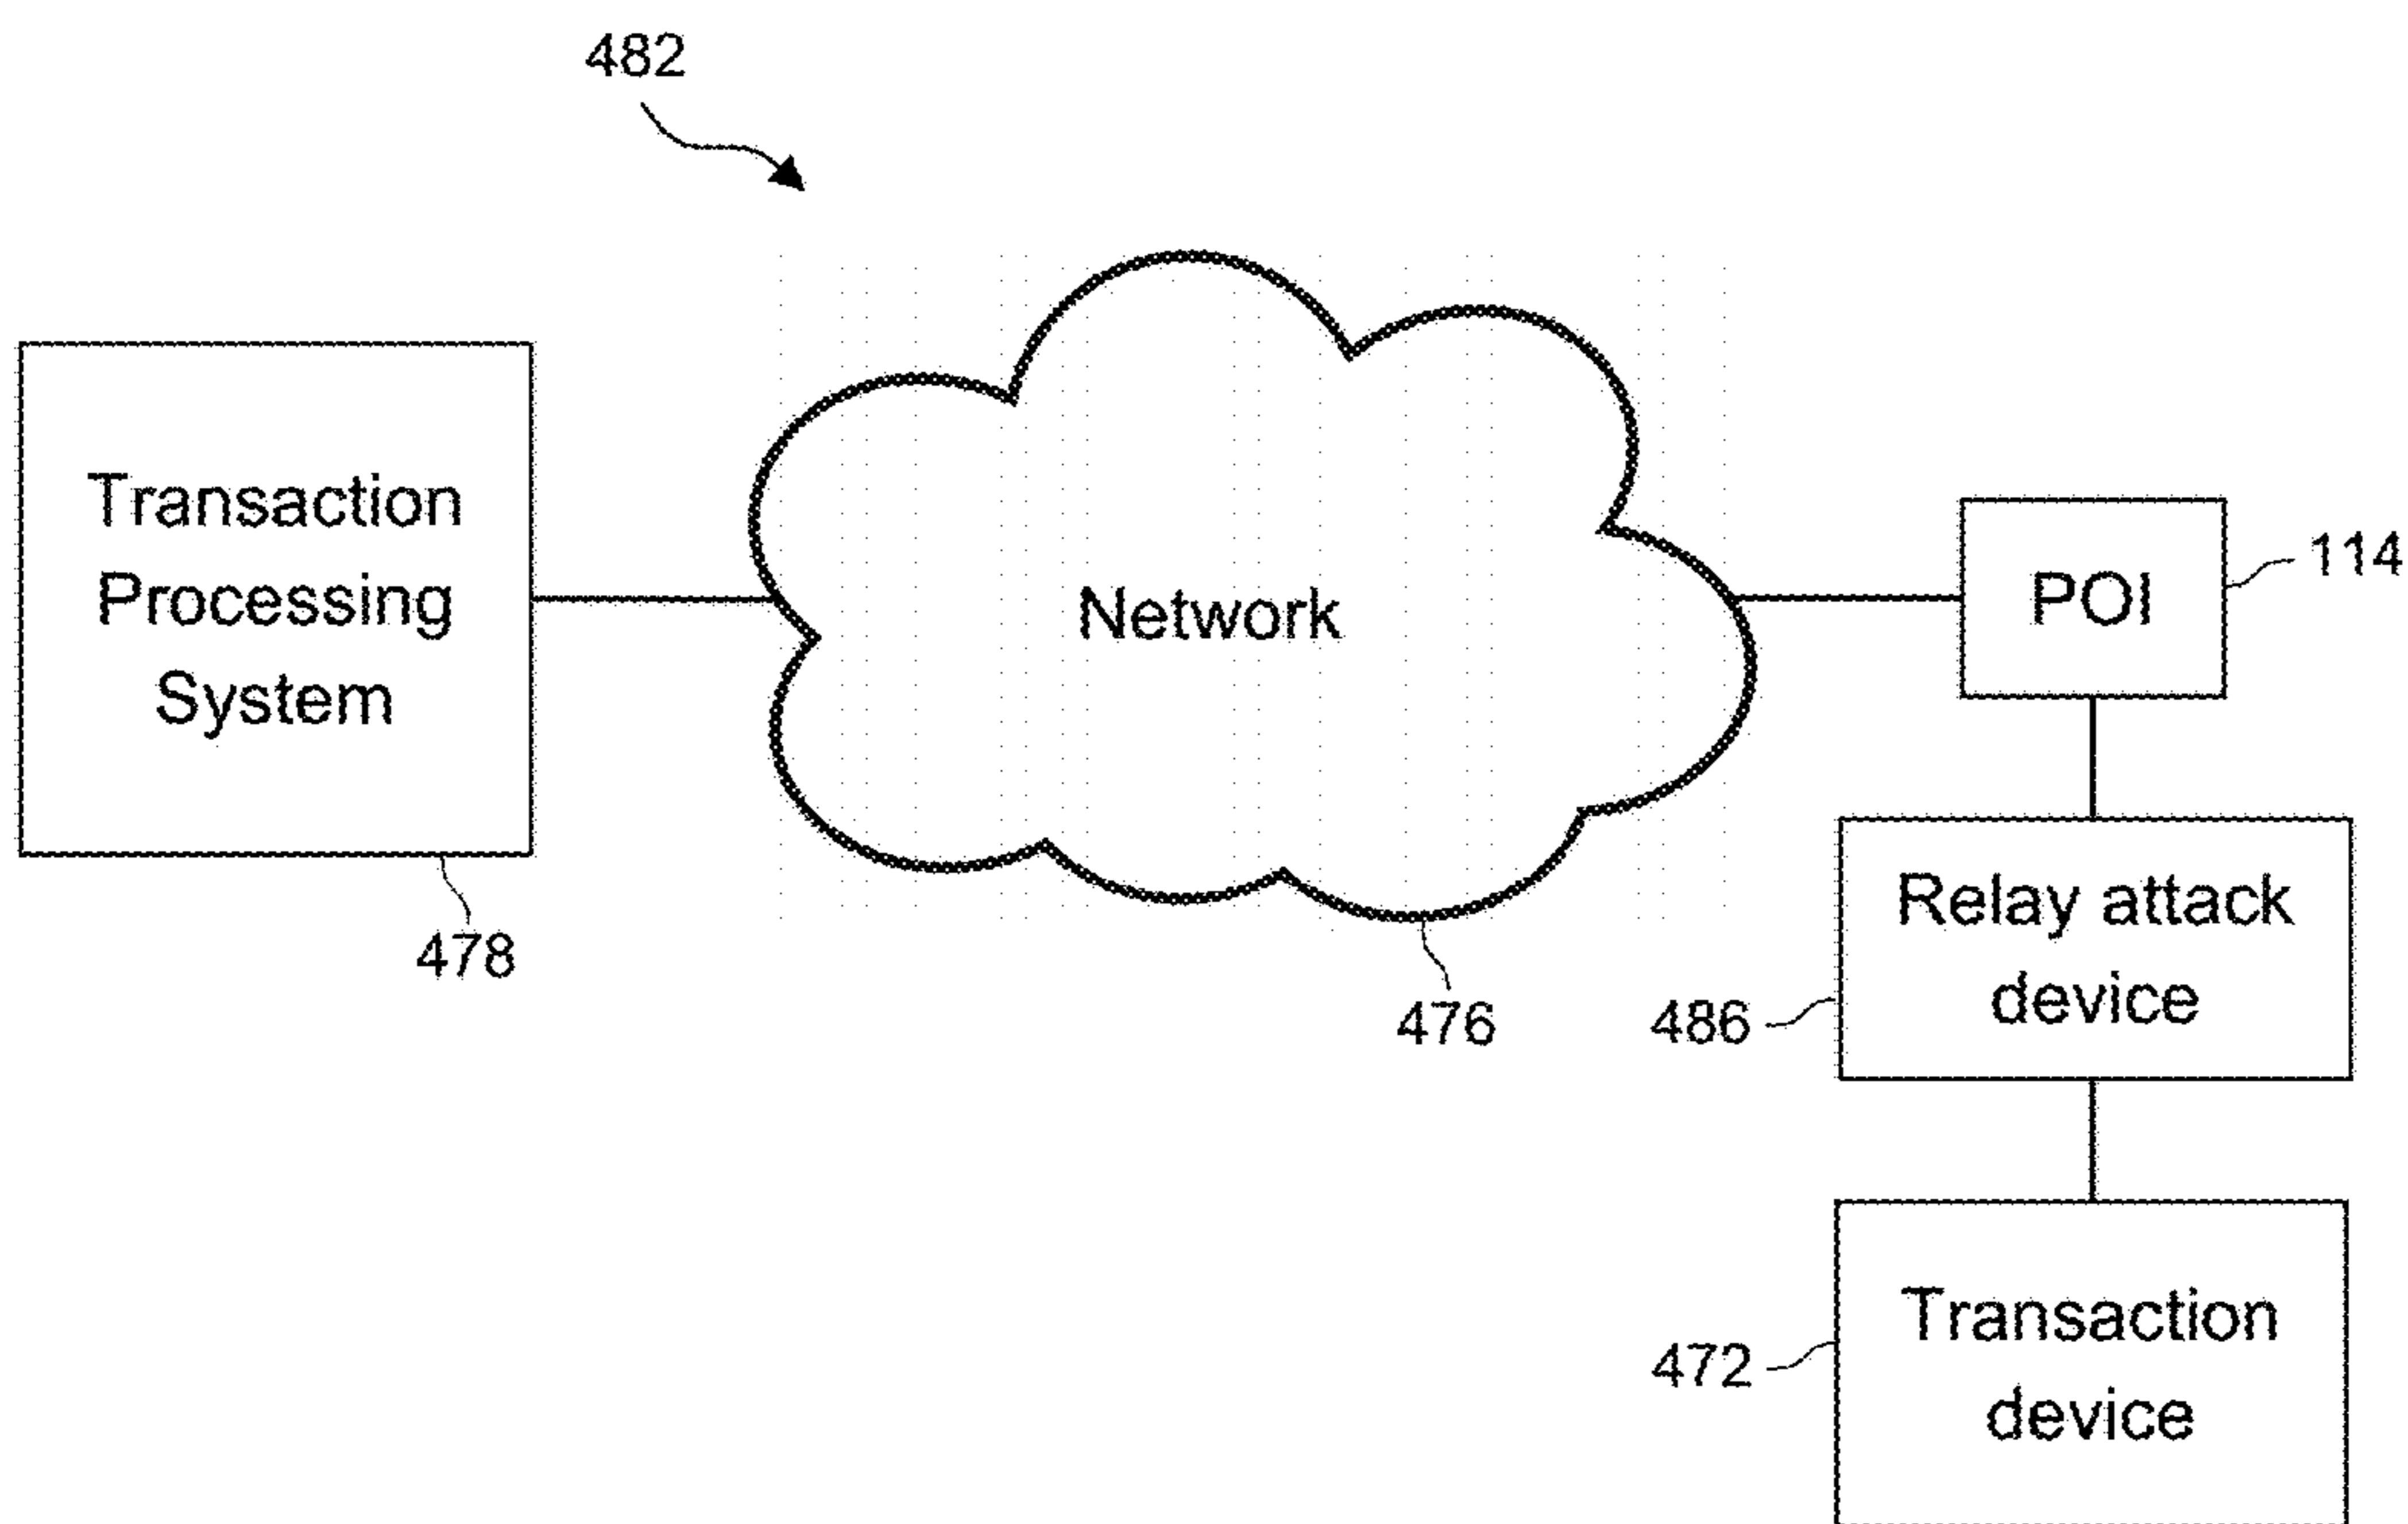 482
Transaction
Processing
System
478
Network
476
POI
114
Relay attack
device
486
Transaction
device
472